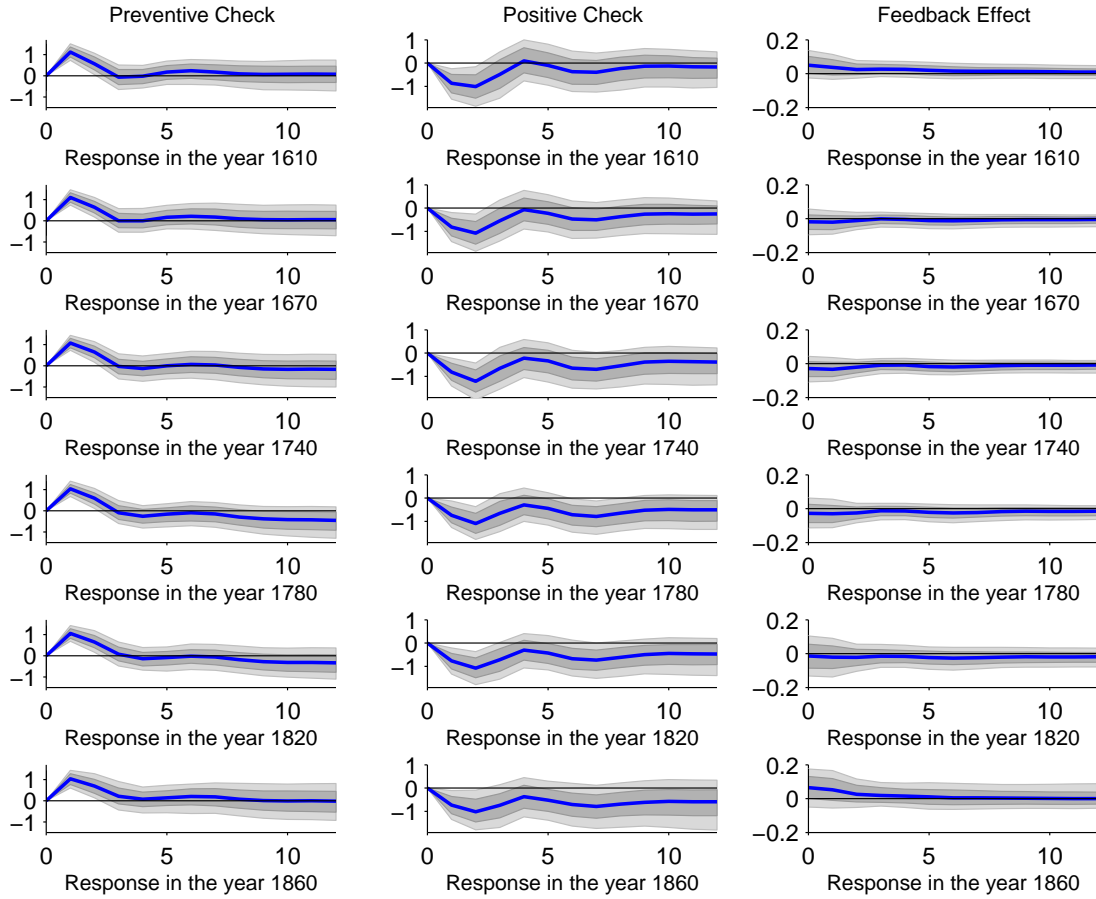 Preventive Check Positive Check Feedback Effect
1 0 −1 1 0 −1 0.2 0 −0.2
0 5 10 0 5 10 0 5 10
Response in the year 1610 Response in the year 1610 Response in the year 1610
1 0 −1 1 0 −1 0.2 0 −0.2
0 5 10 0 5 10 0 5 10
Response in the year 1670 Response in the year 1670 Response in the year 1670
1 0 −1 1 0 −1 0.2 0 −0.2
0 5 10 0 5 10 0 5 10
Response in the year 1740 Response in the year 1740 Response in the year 1740
1 0 −1 1 0 −1 0.2 0 −0.2
0 5 10 0 5 10 0 5 10
Response in the year 1780 Response in the year 1780 Response in the year 1780
1 0 −1 1 0 −1 0.2 0 −0.2
0 5 10 0 5 10 0 5 10
Response in the year 1820 Response in the year 1820 Response in the year 1820
1 0 −1 1 0 −1 0.2 0 −0.2
0 5 10 0 5 10 0 5 10
Response in the year 1860 Response in the year 1860 Response in the year 1860